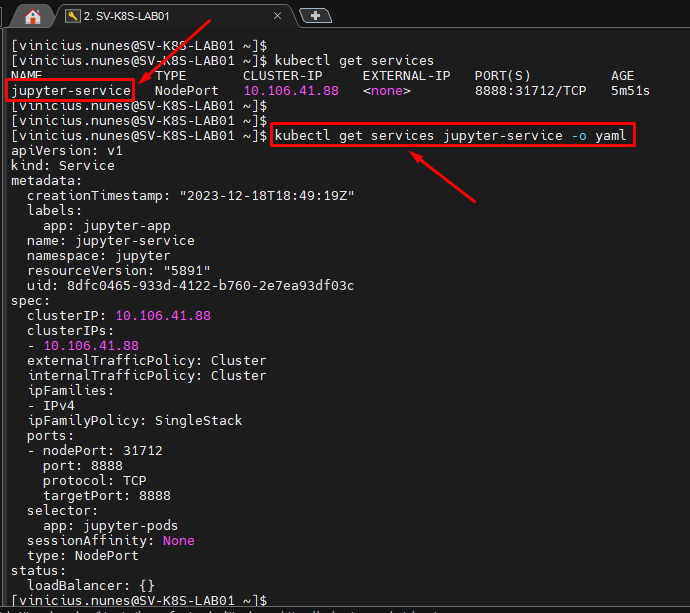 2. SV-K8S-LAB01
[vinicius.nunes@SV-K8S-LAB01 ~]$
[vinicius.nunes@SV-K8S-LAB01 ~]$ kubectl get services
NAME TYPE CLUSTER-IP EXTERNAL-IP PORT(S) AGE
jupyter-service NodePort 10.106.41.88 <none> 8888:31712/TCP 5m51s
[vinicius.nunes@SV-K8S-LAB01 ~]$
[vinicius.nunes@SV-K8S-LAB01 ~]$
[vinicius.nunes@SV-K8S-LAB01 ~]$ kubectl get services jupyter-service -o yaml
apiVersion: v1
kind: Service
metadata:
  creationTimestamp: "2023-12-18T18:49:19Z"
  labels:
    app: jupyter-app
  name: jupyter-service
  namespace: jupyter
  resourceVersion: "5891"
  uid: 8dfc0465-933d-4122-b760-2e7ea93df03c
spec:
  clusterIP: 10.106.41.88
  clusterIPs:
  - 10.106.41.88
  externalTrafficPolicy: Cluster
  internalTrafficPolicy: Cluster
  ipFamilies:
  - IPv4
  ipFamilyPolicy: SingleStack
  ports:
  - nodePort: 31712
    port: 8888
    protocol: TCP
    targetPort: 8888
  selector:
    app: jupyter-pods
  sessionAffinity: None
  type: NodePort
status:
  loadBalancer: {}
[vinicius.nunes@SV-K8S-LAB01 ~]$